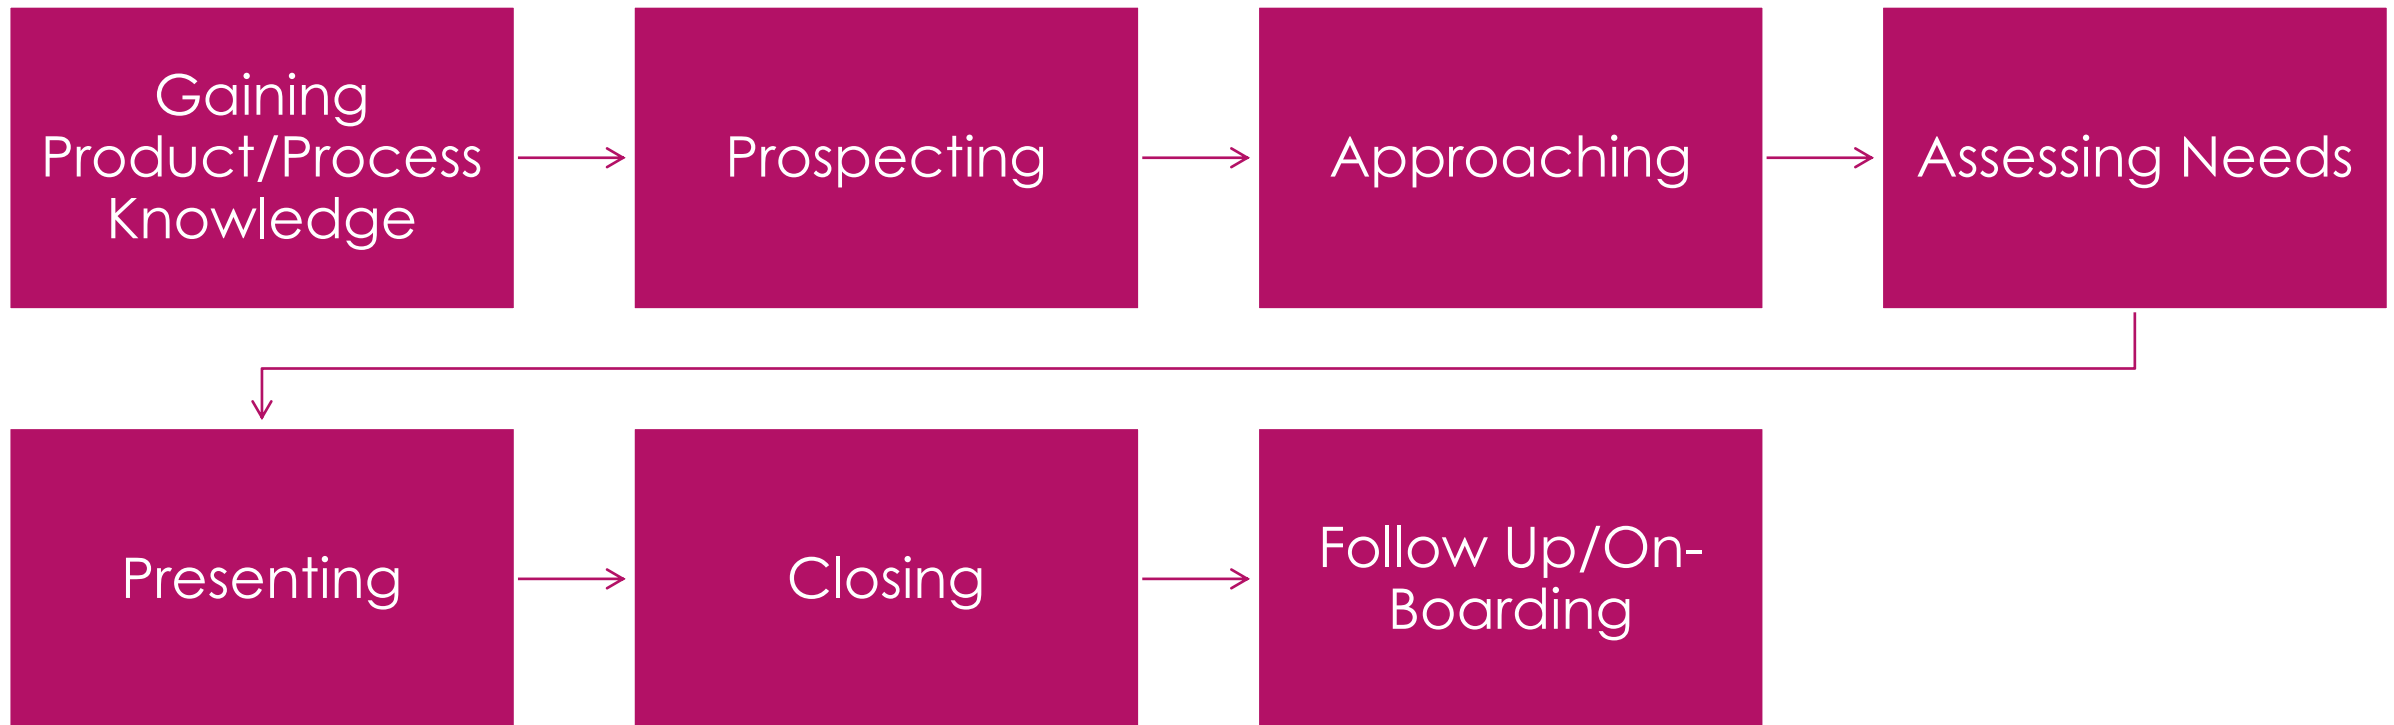 Gaining
Product/Process
Knowledge
Prospecting
Approaching
Assessing Needs
Presenting
Closing
Follow Up/On-
Boarding